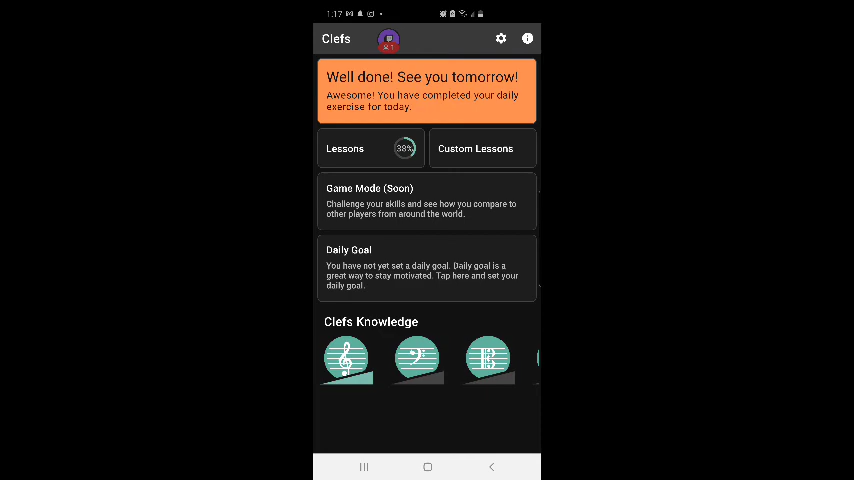 1:17
Clefs
1
Well done! See you tomorrow!
Awesome! You have completed your daily
exercise for today.
Lessons
38%
Custom Lessons
Game Mode (Soon)
Challenge your skills and see how you compare to
other players from around the world.
Daily Goal
You have not yet set a daily goal. Daily goal is a
great way to stay motivated. Tap here and set your
daily goal.
Clefs Knowledge